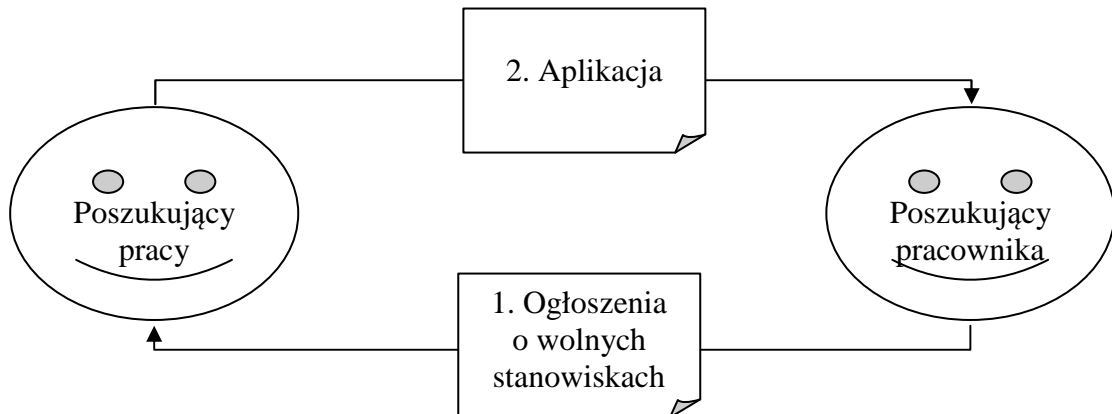 2. Aplikacja
Poszukujący
pracy
Poszukujący
pracownika
1. Ogłoszenia
o wolnych
stanowiskach